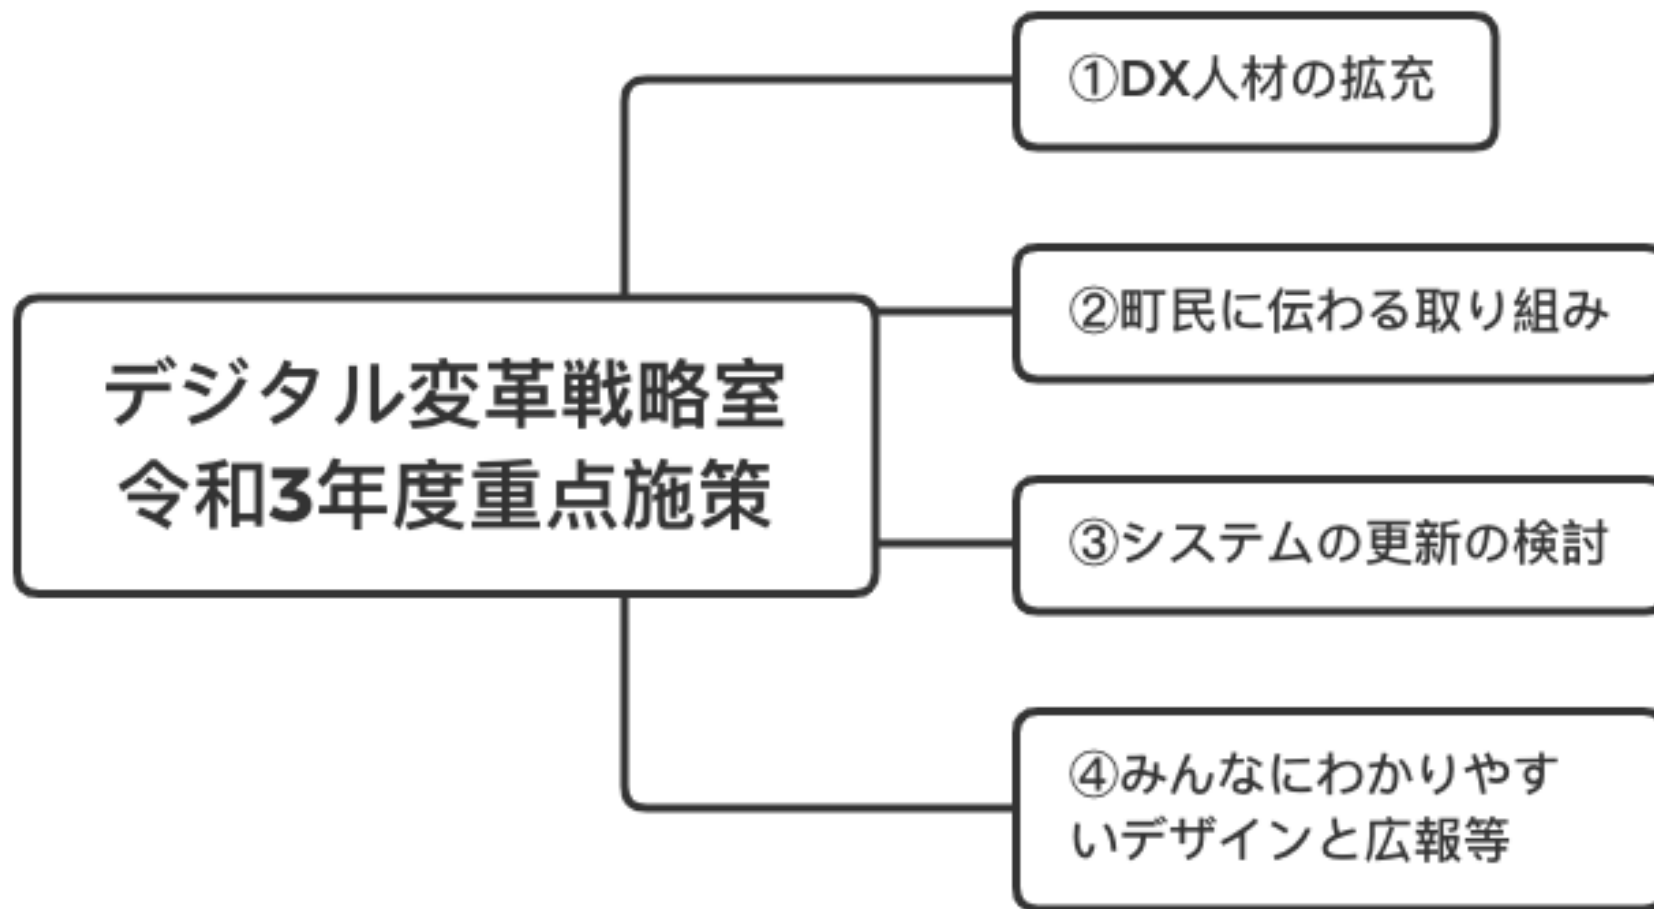 デジタル変革戦略室
令和3年度重点施策
①DX人材の拡充
②町民に伝わる取り組み
③システムの更新の検討
④みんなにわかりやす
いデザインと広報等